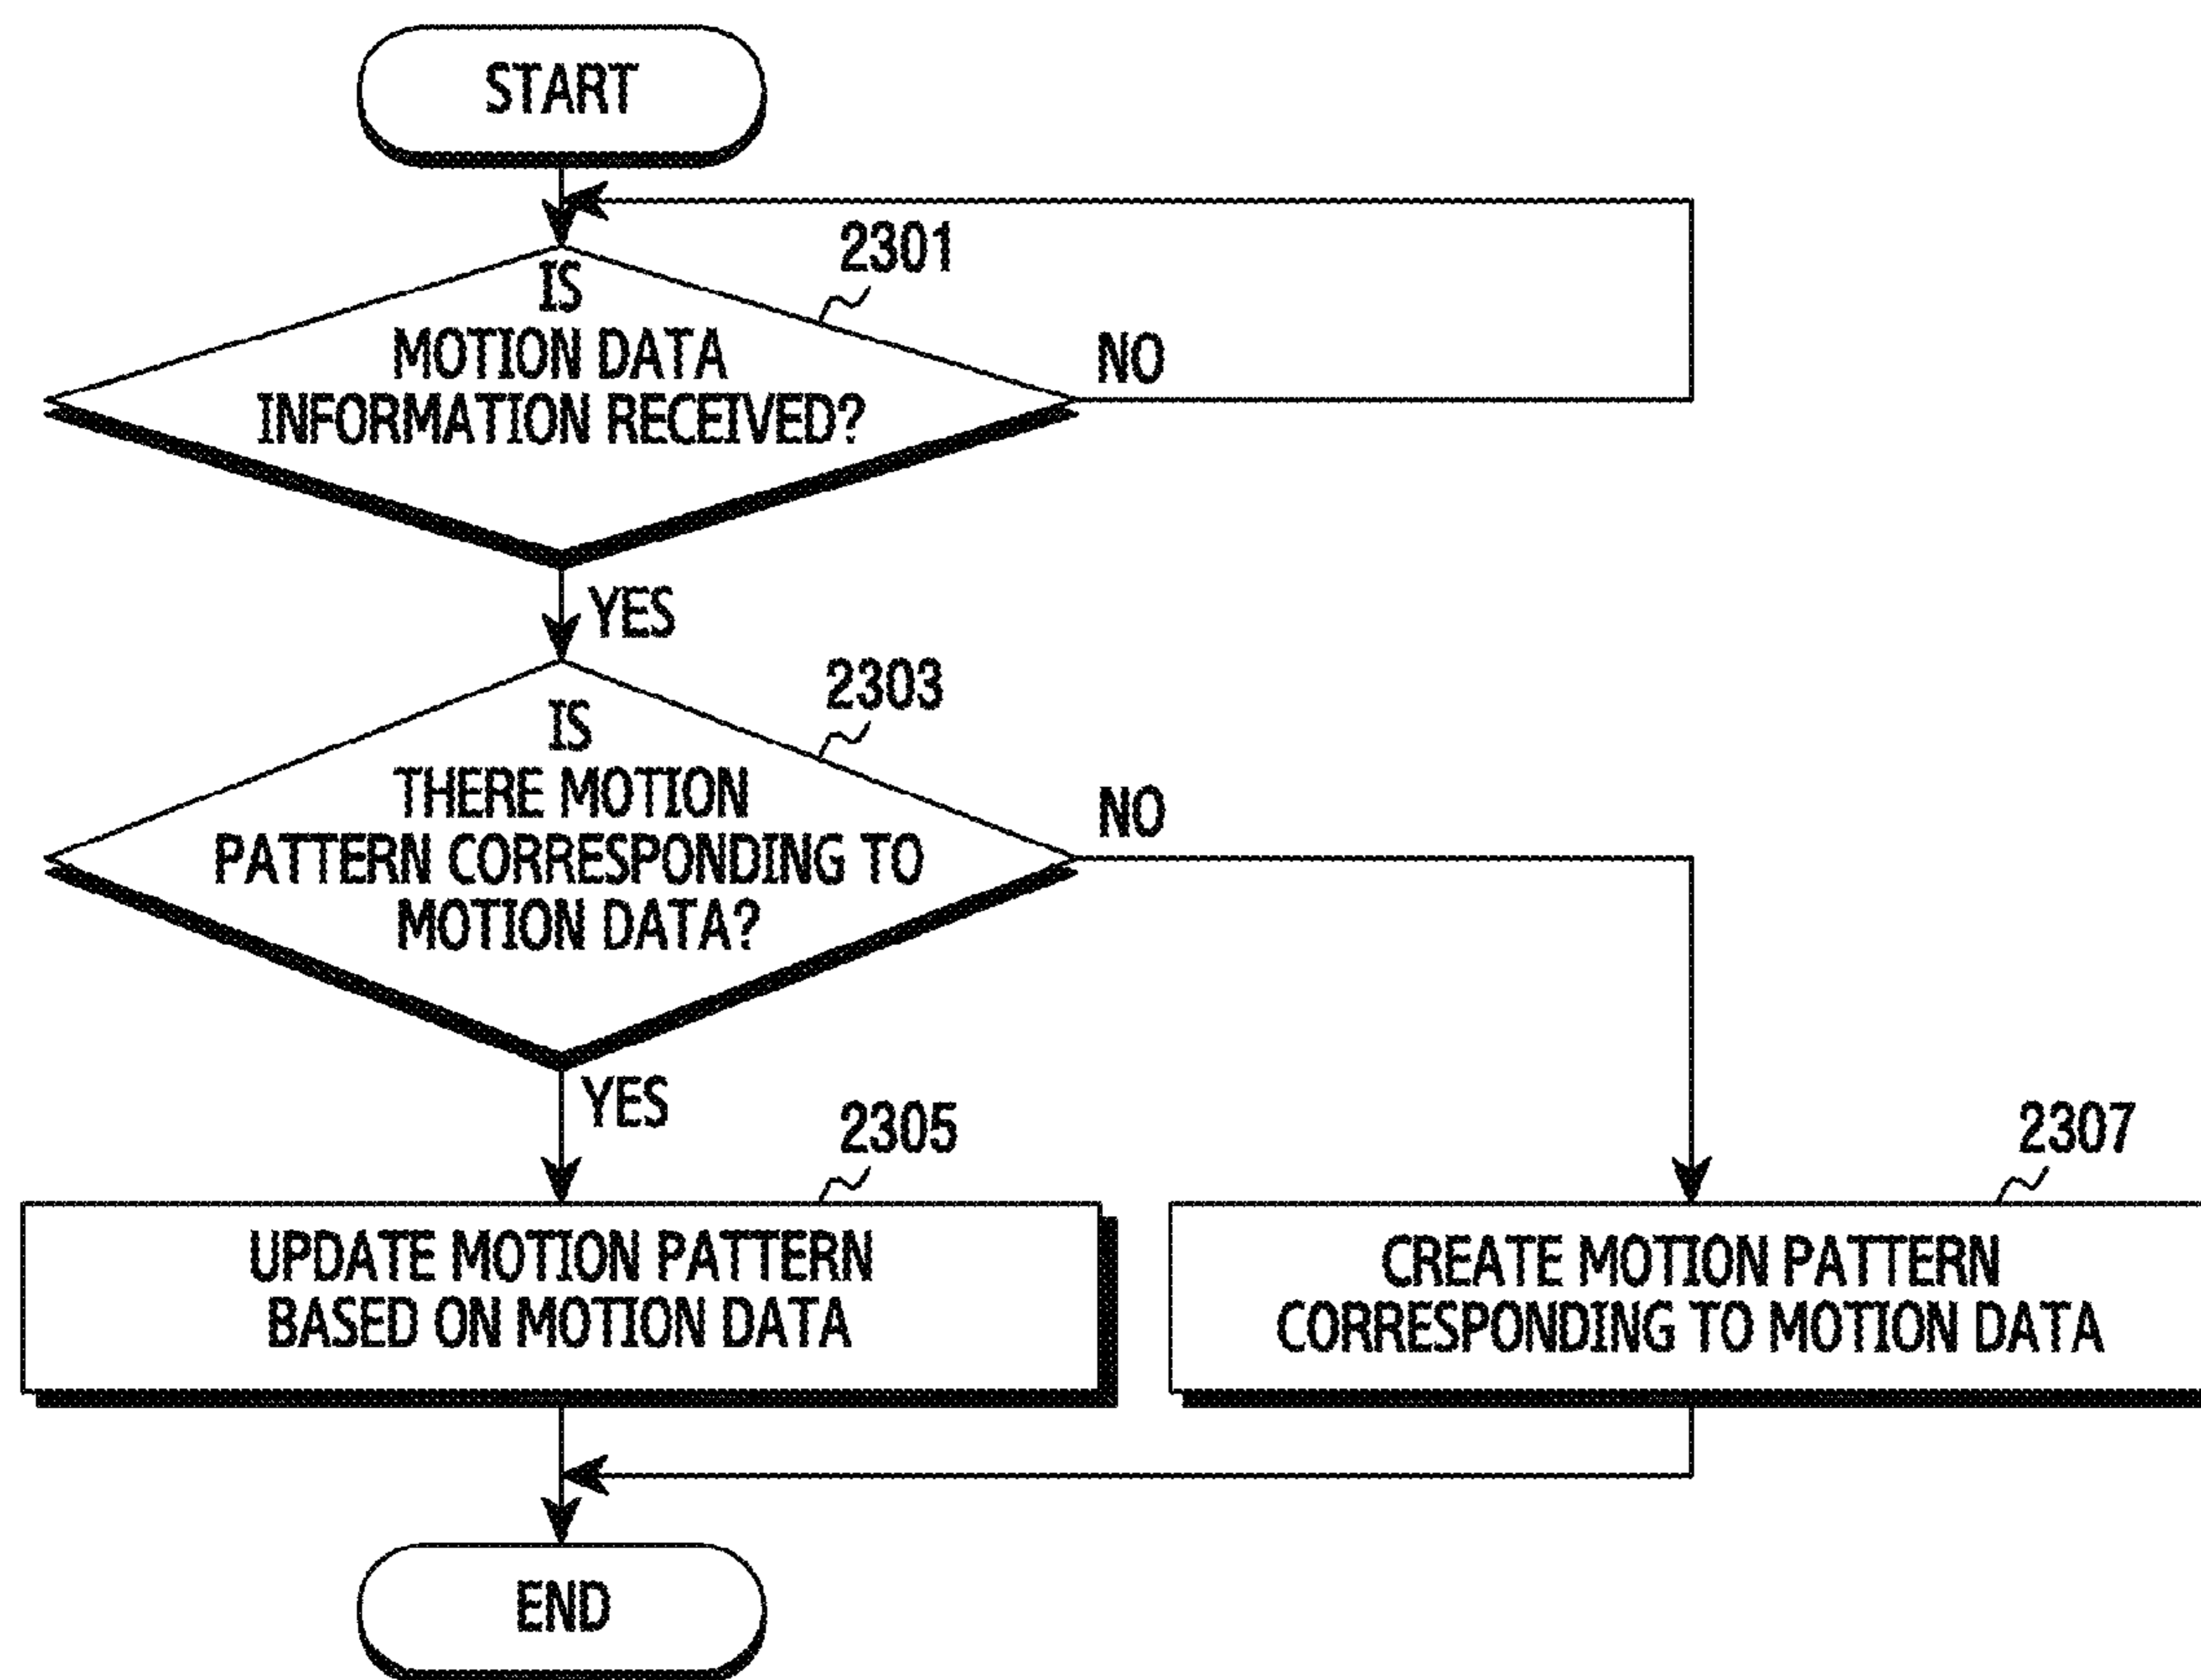 START
2301
IS
MOTION DATA
INFORMATION RECEIVED?
NO
YES
2303
IS
THERE MOTION
PATTERN CORRESPONDING TO
MOTION DATA?
NO
YES
2305
UPDATE MOTION PATTERN
BASED ON MOTION DATA
2307
CREATE MOTION PATTERN
CORRESPONDING TO MOTION DATA
END